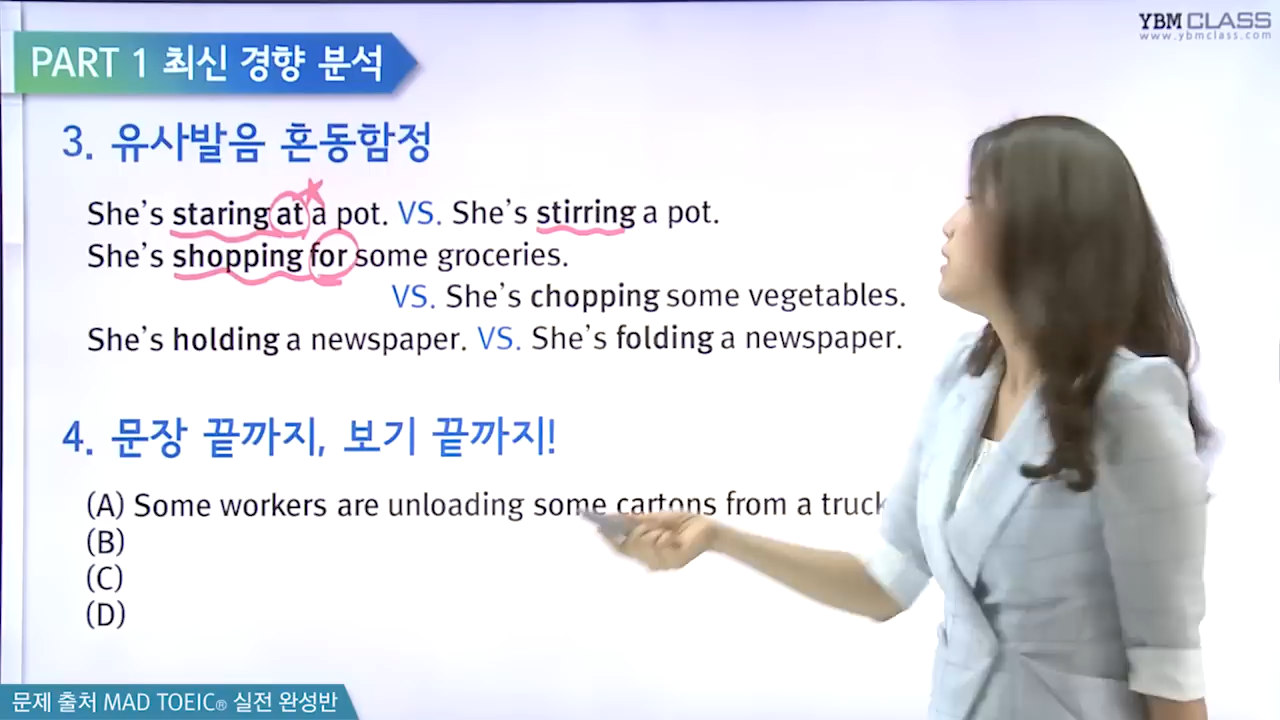 YBM CLASS
www.ybmclass.com
PART 1 최신 경향 분석
3. 유사발음 혼동함정
She's staring at a pot. VS. She's stirring a pot.
She's shopping for some groceries.
VS. She's chopping some vegetables.
She's holding a newspaper. VS. She's folding a newspaper.
4. 문장 끝까지, 보기 끝까지!
(A) Some workers are unloading some cartons from a truck
(B)
(C)
(D)
문제 출처 MAD TOEIC® 실전 완성반